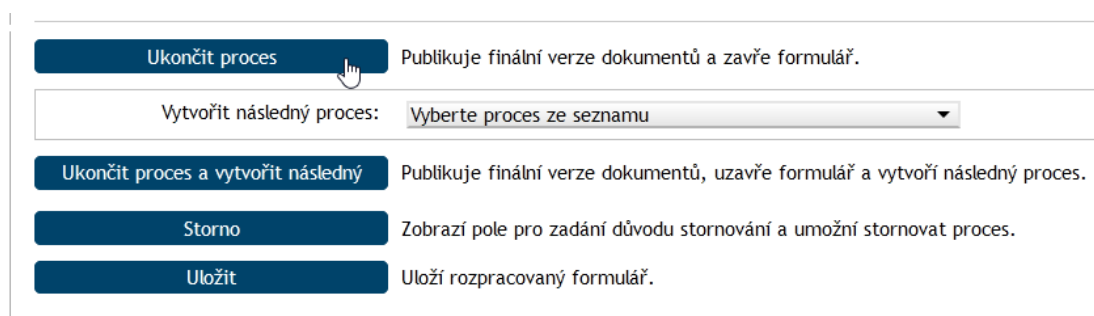 Ukončit proces Publikuje finální verze dokumentů a zavře formulář.
Vytvořit následný proces: Vyberte proces ze seznamu
Ukončit proces a vytvořit následný Publikuje finální verze dokumentů, uzavře formulář a vytvoří následný proces.
Storno Zobrazí pole pro zadání důvodu stornování a umožní stornovat proces.
Uložit Uloží rozpracovaný formulář.